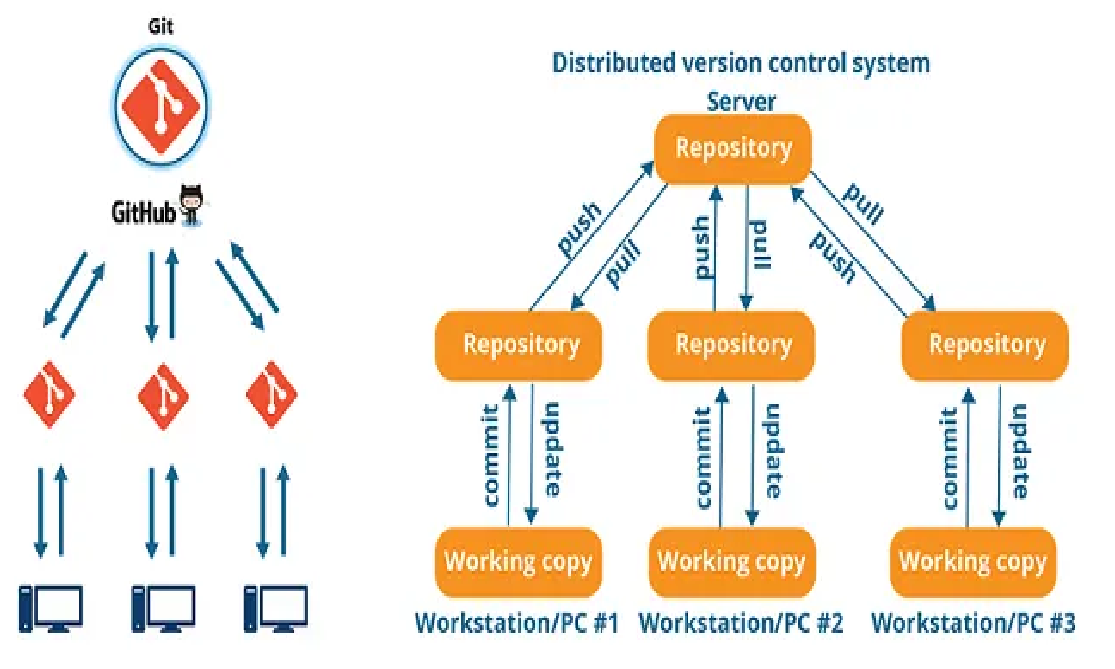 Git
GitHub
Distributed version control system
Server
Repository
push
pull
push
pull
pull
push
Repository
Repository
Repository
commit
update
commit
update
commit
update
Working copy
Working copy
Working copy
Workstation/PC #1
Workstation/PC #2
Workstation/PC #3